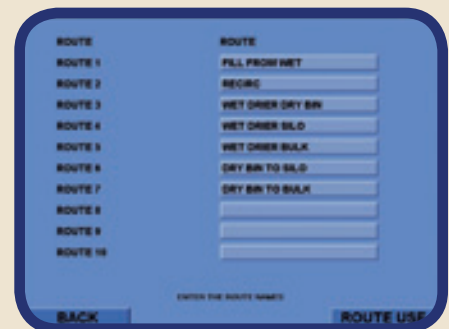 ROUTE ROUTE
ROUTE 1 FILL FROM WET
ROUTE 2 RECIRC
ROUTE 3 WET DRIER DRY BIN
ROUTE 4 WET DRIER SILO
ROUTE 5 WET DRIER BULK
ROUTE 6 DRY BIN TO SILO
ROUTE 7 DRY BIN TO BULK
ROUTE 8
ROUTE 9
ROUTE 10
ENTER THE ROUTE NAMES
BACK ROUTE USE